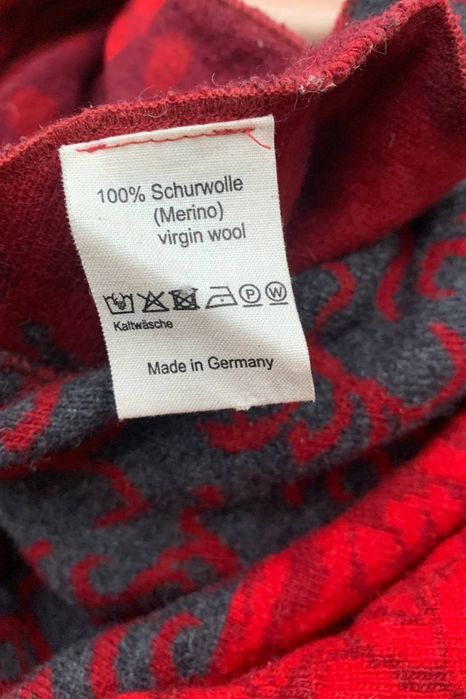 100% Schurwolle
(Merino)
virgin wool
P W
Kaltwäsche
Made in Germany